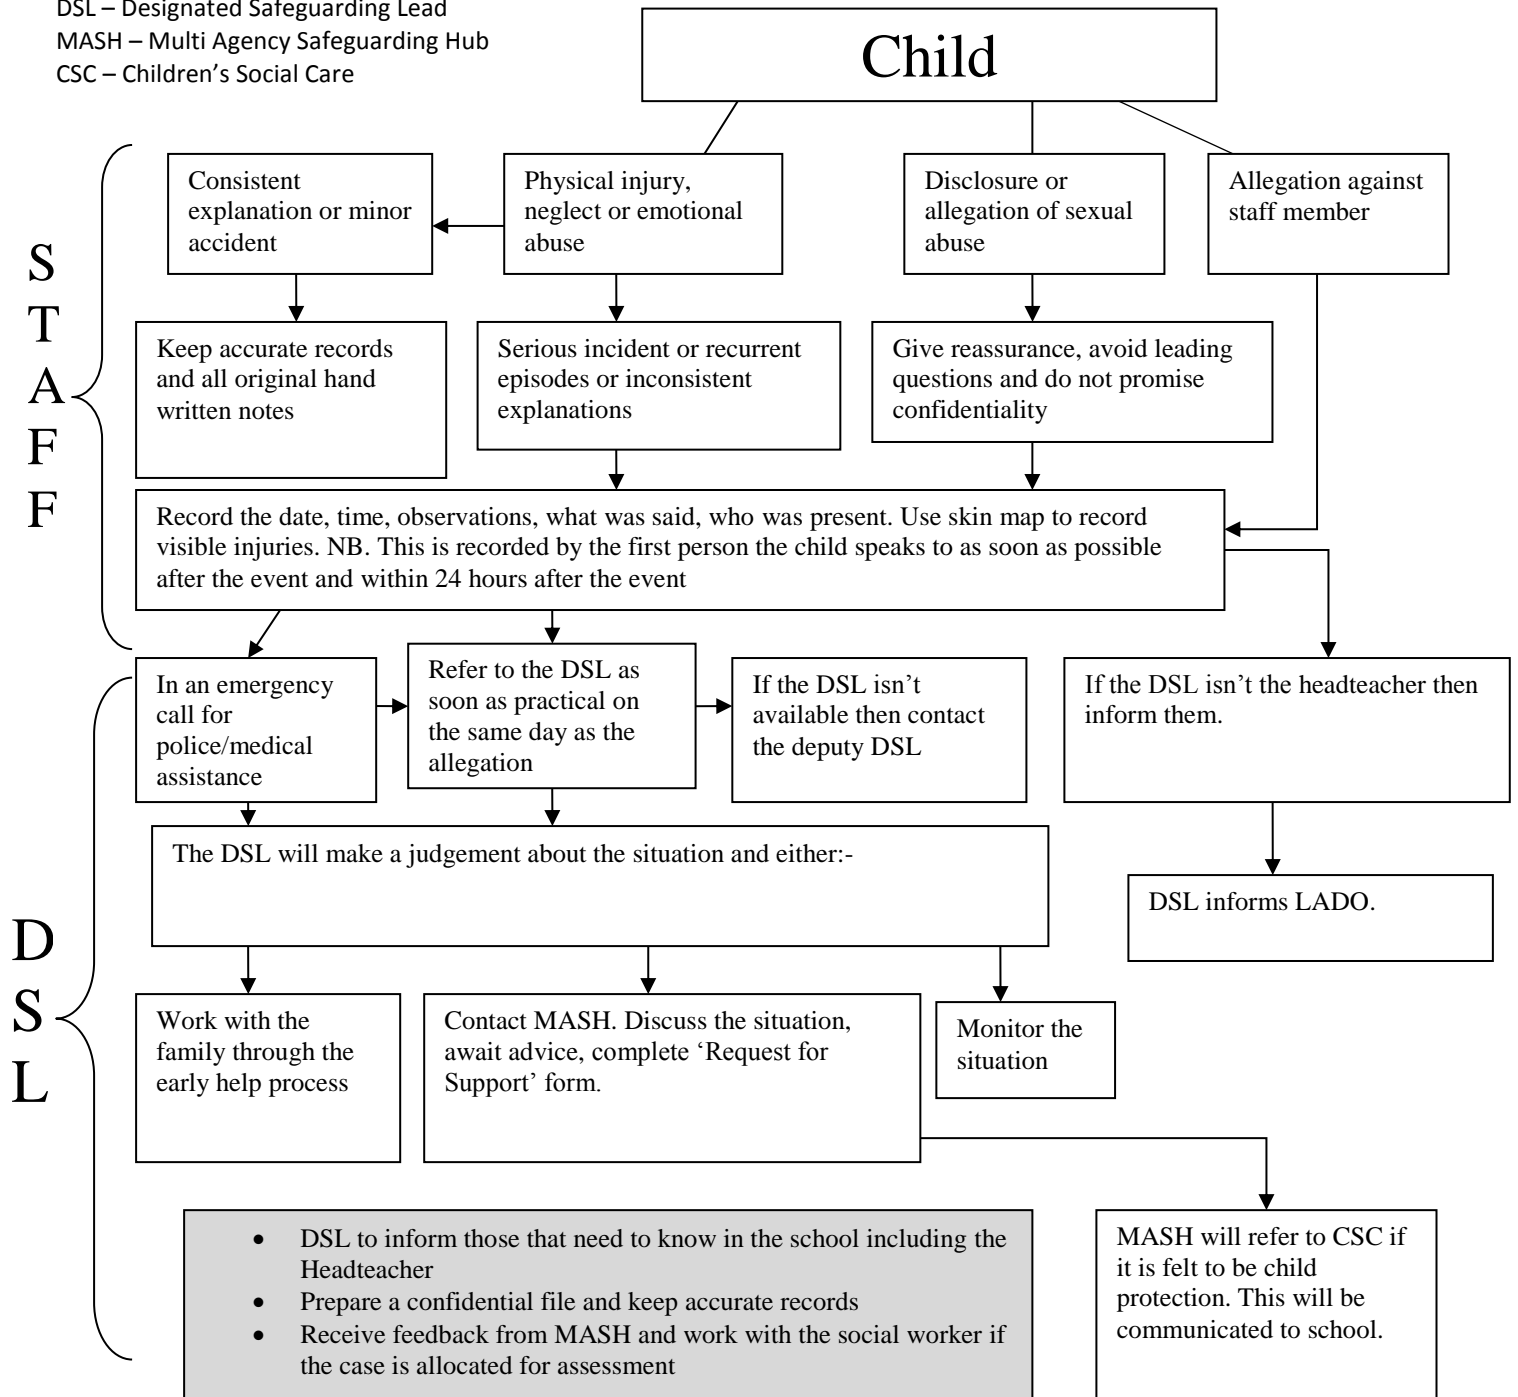 DSL – Designated Safeguarding Lead
MASH – Multi Agency Safeguarding Hub
CSC – Children's Social Care
Child
S
T
A
F
F
Consistent
explanation or minor
accident
Physical injury,
neglect or emotional
abuse
Disclosure or
allegation of sexual
abuse
Allegation against
staff member
Keep accurate records
and all original hand
written notes
Serious incident or recurrent
episodes or inconsistent
explanations
Give reassurance, avoid leading
questions and do not promise
confidentiality
Record the date, time, observations, what was said, who was present. Use skin map to record
visible injuries. NB. This is recorded by the first person the child speaks to as soon as possible
after the event and within 24 hours after the event
D
S
L
In an emergency
call for
police/medical
assistance
Refer to the DSL as
soon as practical on
the same day as the
allegation
If the DSL isn't
available then contact
the deputy DSL
If the DSL isn't the headteacher then
inform them.
The DSL will make a judgement about the situation and either:-
DSL informs LADO.
Work with the
family through the
early help process
Contact MASH. Discuss the situation,
await advice, complete 'Request for
Support' form.
Monitor the
situation
• DSL to inform those that need to know in the school including the
Headteacher
• Prepare a confidential file and keep accurate records
• Receive feedback from MASH and work with the social worker if
the case is allocated for assessment
MASH will refer to CSC if
it is felt to be child
protection. This will be
communicated to school.